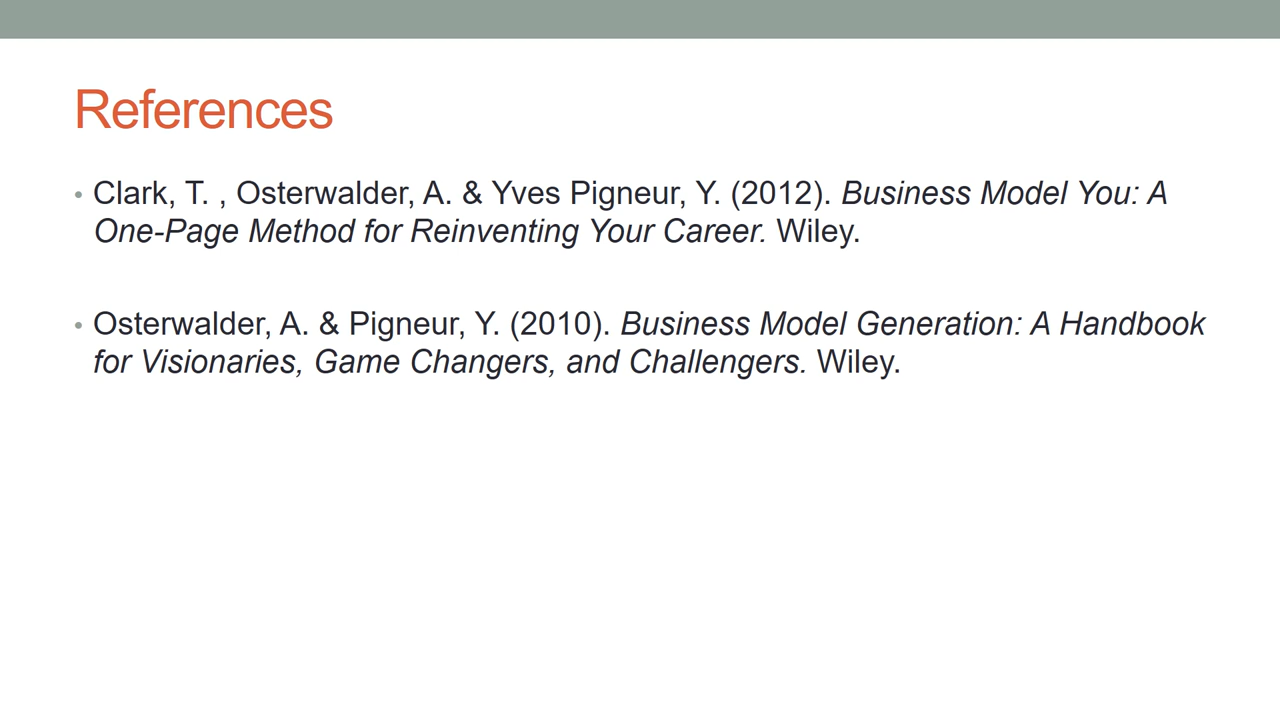 References
• Clark, T. , Osterwalder, A. & Yves Pigneur, Y. (2012). Business Model You: A
One-Page Method for Reinventing Your Career. Wiley.
• Osterwalder, A. & Pigneur, Y. (2010). Business Model Generation: A Handbook
for Visionaries, Game Changers, and Challengers. Wiley.